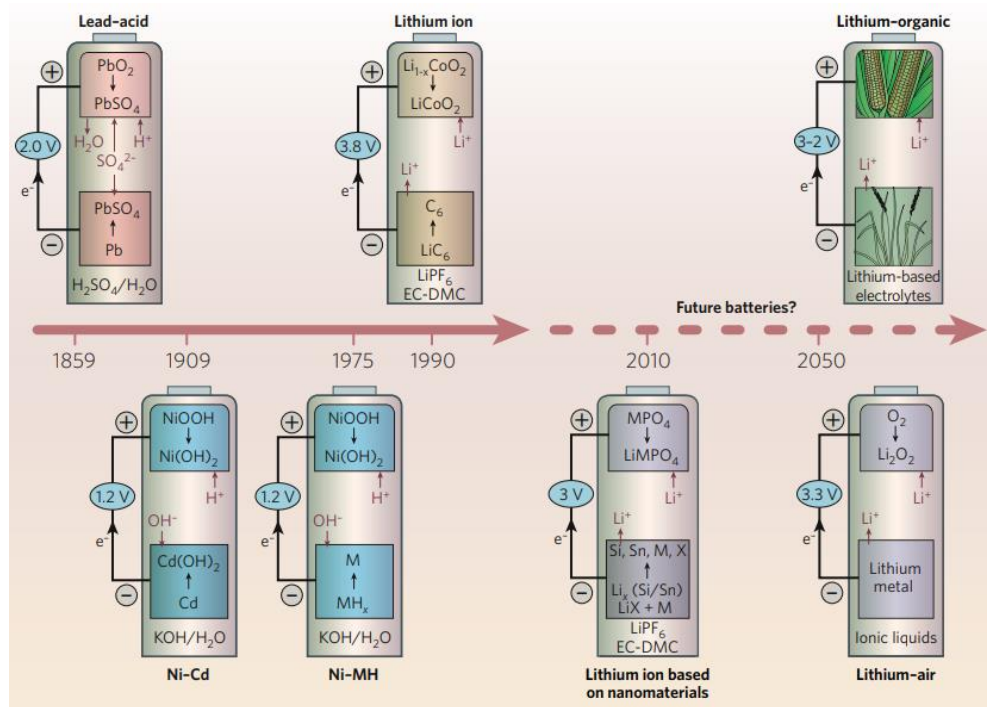 Lead–acid
PbO₂
PbSO₄
H₂O
H⁺
SO₄²⁻
2.0 V
e⁻
PbSO₄
Pb
H₂SO₄/H₂O
+
−
Lithium ion
Li₁₋ₓCoO₂
LiCoO₂
Li⁺
Li⁺
3.8 V
e⁻
C₆
LiC₆
LiPF₆
EC-DMC
+
−
Lithium–organic
Li⁺
Li⁺
3–2 V
e⁻
Lithium-based
electrolytes
+
−
Future batteries?
1859
1909
1975
1990
2010
2050
+
NiOOH
Ni(OH)₂
H⁺
1.2 V
OH⁻
e⁻
Cd(OH)₂
Cd
−
KOH/H₂O
Ni–Cd
+
NiOOH
Ni(OH)₂
H⁺
1.2 V
OH⁻
e⁻
M
MHₓ
−
KOH/H₂O
Ni–MH
+
MPO₄
LiMPO₄
Li⁺
3 V
Li⁺
e⁻
Si, Sn, M, X
Liₓ (Si/Sn)
LiX + M
−
LiPF₆
EC-DMC
Lithium ion based
on nanomaterials
+
O₂
Li₂O₂
Li⁺
3.3 V
Li⁺
e⁻
Lithium
metal
−
Ionic liquids
Lithium–air